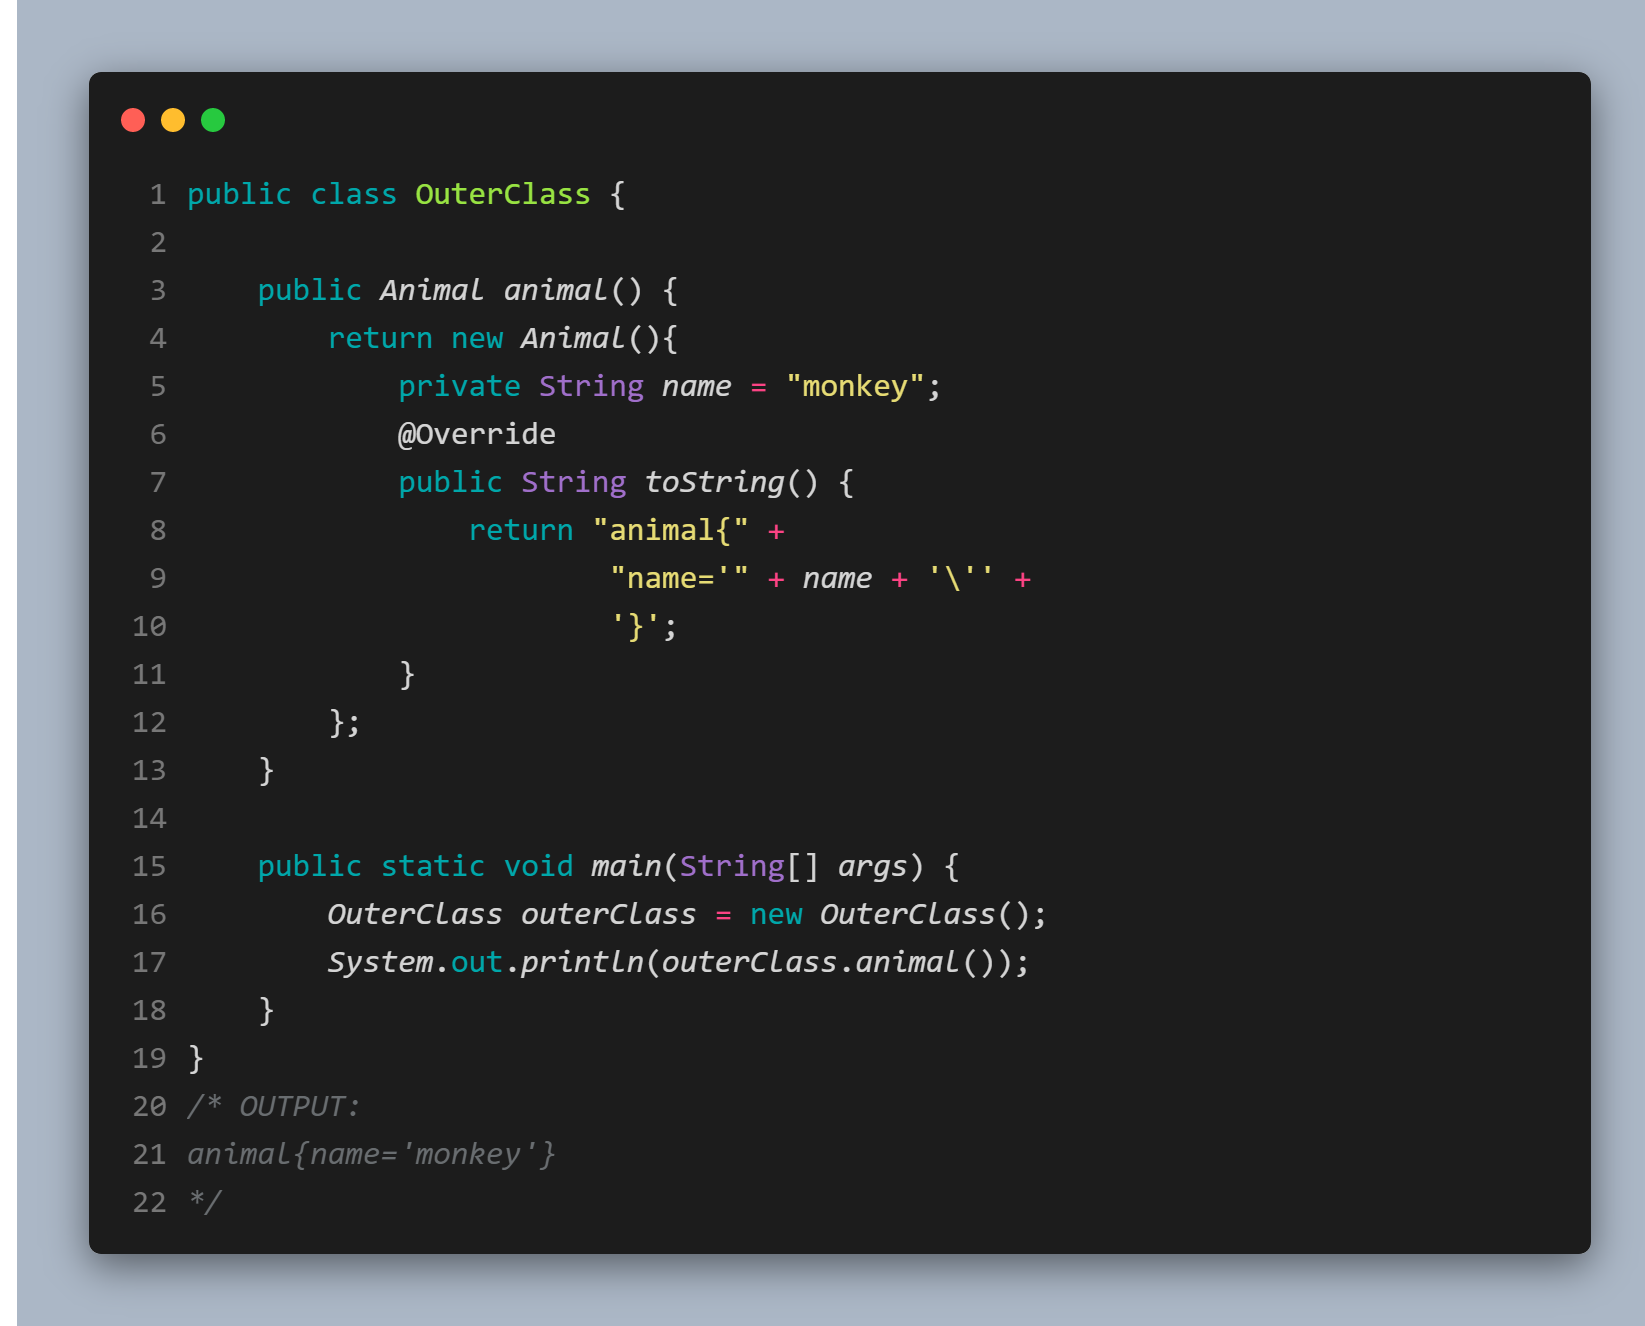 1 public class OuterClass {
2
3     public Animal animal() {
4         return new Animal(){
5             private String name = "monkey";
6             @Override
7             public String toString() {
8                 return "animal{" +
9                         "name='" + name + '\'' +
10                         '}';
11             }
12         };
13     }
14
15     public static void main(String[] args) {
16         OuterClass outerClass = new OuterClass();
17         System.out.println(outerClass.animal());
18     }
19 }
20 /* OUTPUT:
21 animal{name='monkey'}
22 */